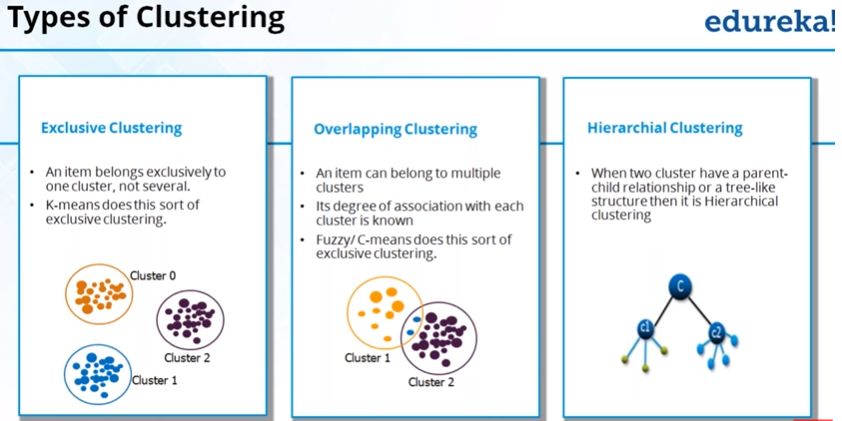 Types of Clustering
edureka!
Exclusive Clustering
• An item belongs exclusively to
one cluster, not several.
• K-means does this sort of
exclusive clustering.
Cluster 0
Cluster 2
Cluster 1
Overlapping Clustering
• An item can belong to multiple
clusters
• Its degree of association with each
cluster is known
• Fuzzy/ C-means does this sort of
exclusive clustering.
Cluster 1
Cluster 2
Hierarchial Clustering
• When two cluster have a parent-
child relationship or a tree-like
structure then it is Hierarchical
clustering
C
c1
c2